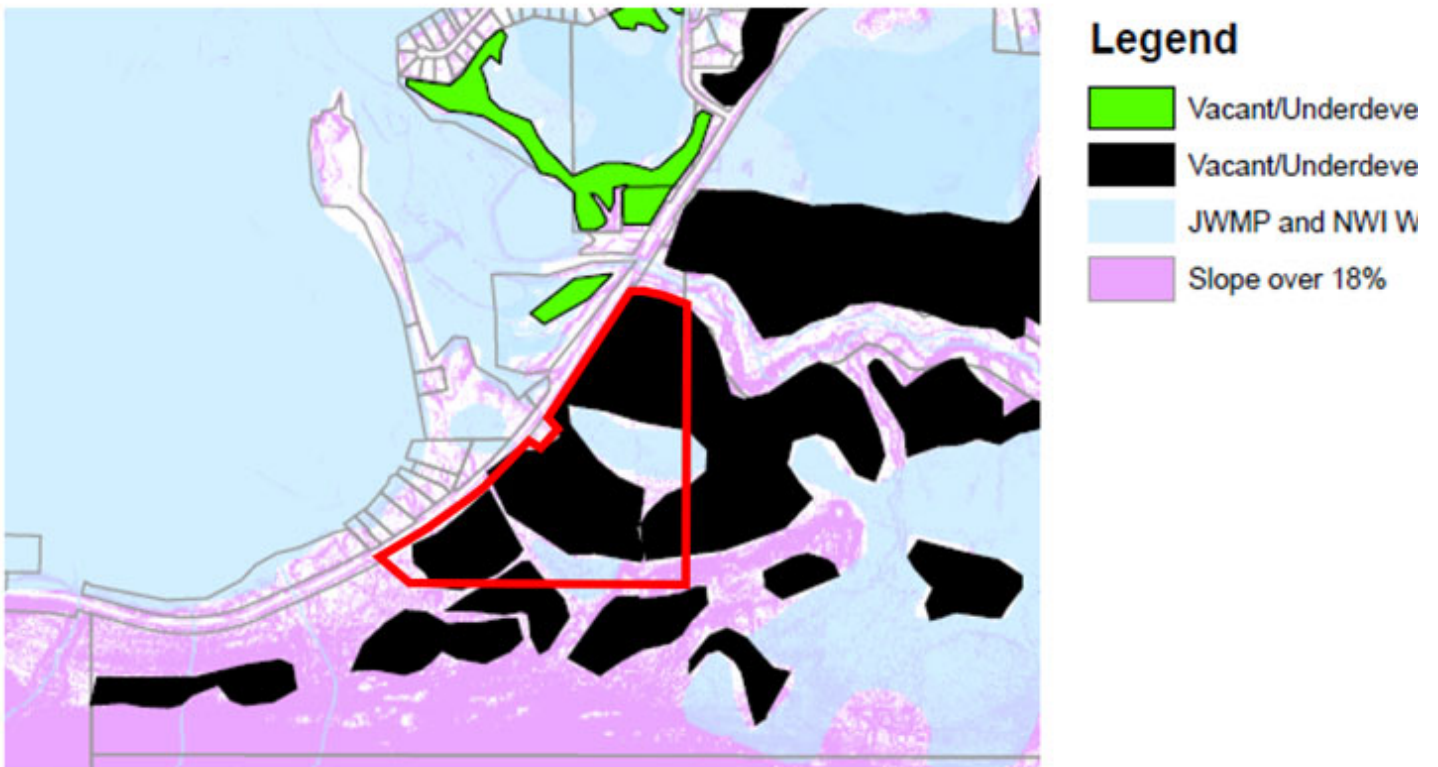 Legend
Vacant/Underdeve
Vacant/Underdeve
JWMP and NWI W
Slope over 18%